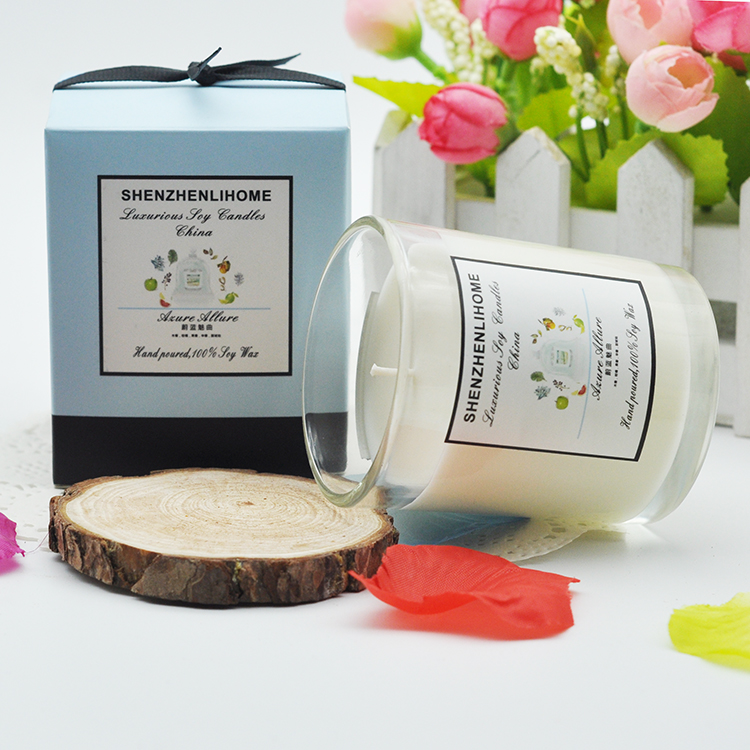 SHENZHENLIHOME
Luxurious Soy Candles
China
Azure Allure
蔚蓝魅曲
Hand poured,100% Soy Wax
SHENZHENLIHOME
Luxurious Soy Candles
China
Azure Allure
蔚蓝魅曲
Hand poured,100% Soy Wax